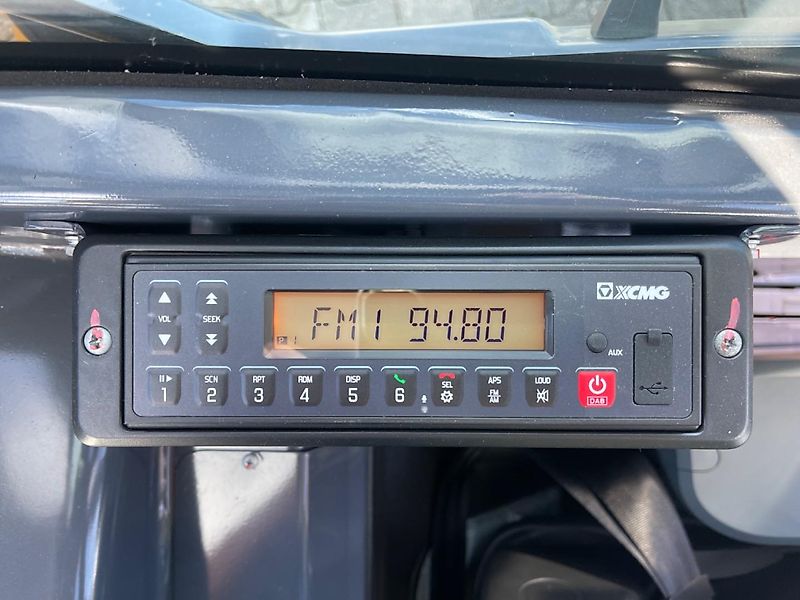 XCMG
VOL
SEEK
FM1 94.80
P 1
AUX
1
SCN
2
RPT
3
RDM
4
DISP
5
6
SEL
APS
FM
AM
LOUD
DAB